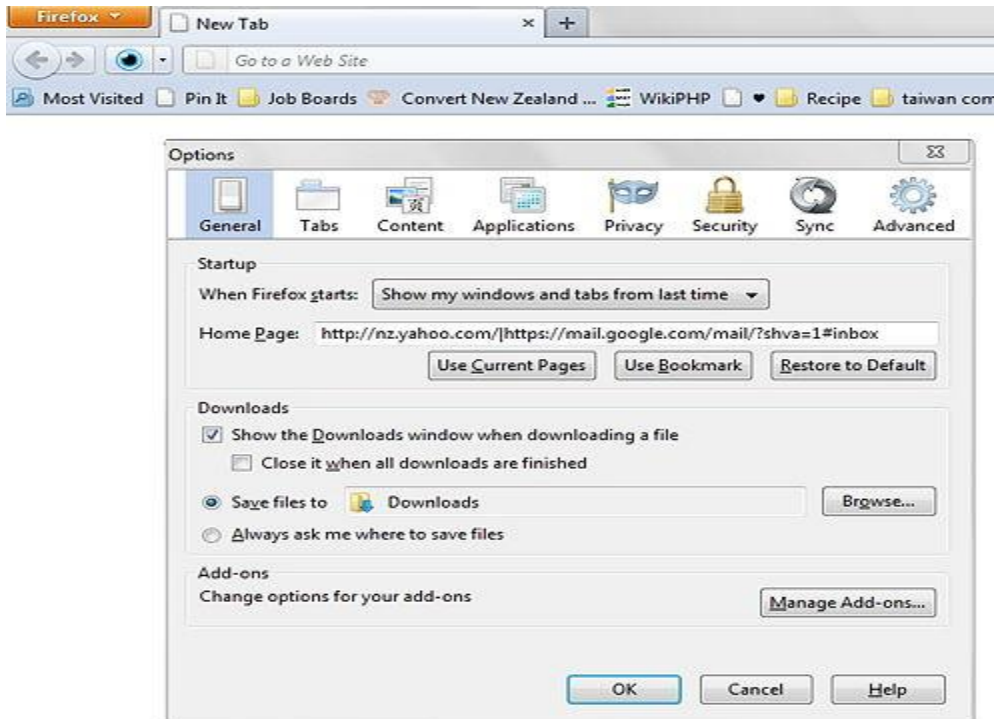 Firefox
New Tab
Go to a Web Site
Most Visited Pin It Job Boards Convert New Zealand ... WikiPHP Recipe taiwan com
Options
General Tabs Content Applications Privacy Security Sync Advanced
Startup
When Firefox starts: Show my windows and tabs from last time
Home Page: http://nz.yahoo.com/|https://mail.google.com/mail/?shva=1#inbox
Use Current Pages Use Bookmark Restore to Default
Downloads
Show the Downloads window when downloading a file
Close it when all downloads are finished
Save files to Downloads Browse...
Always ask me where to save files
Add-ons
Change options for your add-ons
Manage Add-ons...
OK Cancel Help